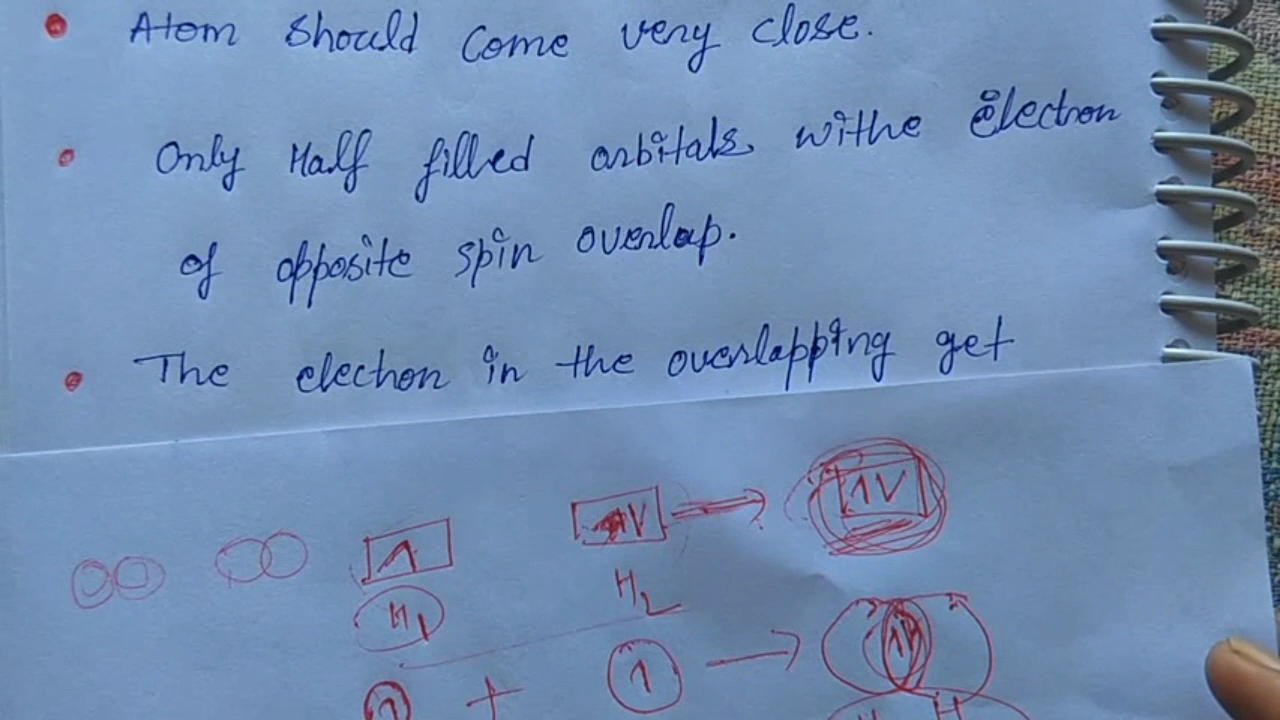 Atom should come very close.
Only Half filled orbitals withe electron
of opposite spin overlap.
The electron in the overlapping get
H1
H2
+
H H